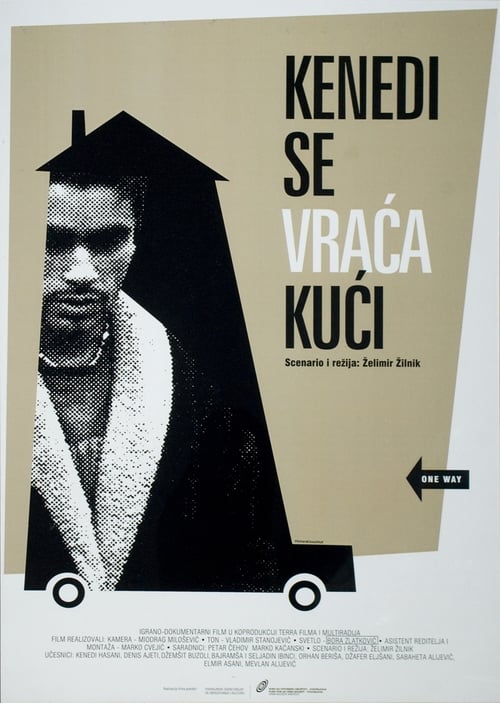 KENEDI
SE
VRAĆA
KUĆI
Scenario i režija: Želimir Žilnik
ONE WAY
IGRANO-DOKUMENTARNI FILM U KOPRODUKCIJI TERRA FILMA I MULTIRADIJA
FILM REALIZOVALI: KAMERA - MIODRAG MILOŠEVIĆ • TON - VLADIMIR STANOJEVIĆ • SVETLO - BORA ZLATKOVIĆ • ASISTENT REDITELJA I
MONTAŽA - MARKO CVEJIĆ • SARADNICI: PETAR ČEHOV MARKO KAĆANSKI • SCENARIO I REŽIJA: ŽELIMIR ŽILNIK
UČESNICI: KENEDI HASANI, DENIS AJETI, DŽEMŠIT BUZOLI, BAJRAMŠA I SELJADIN IBINCI, ORHAN BERIŠA, DŽAFER ELJŠANI, SABAHETA ALIJEVIĆ,
ELMIR ASANI, MEVLAN ALIJEVIĆ